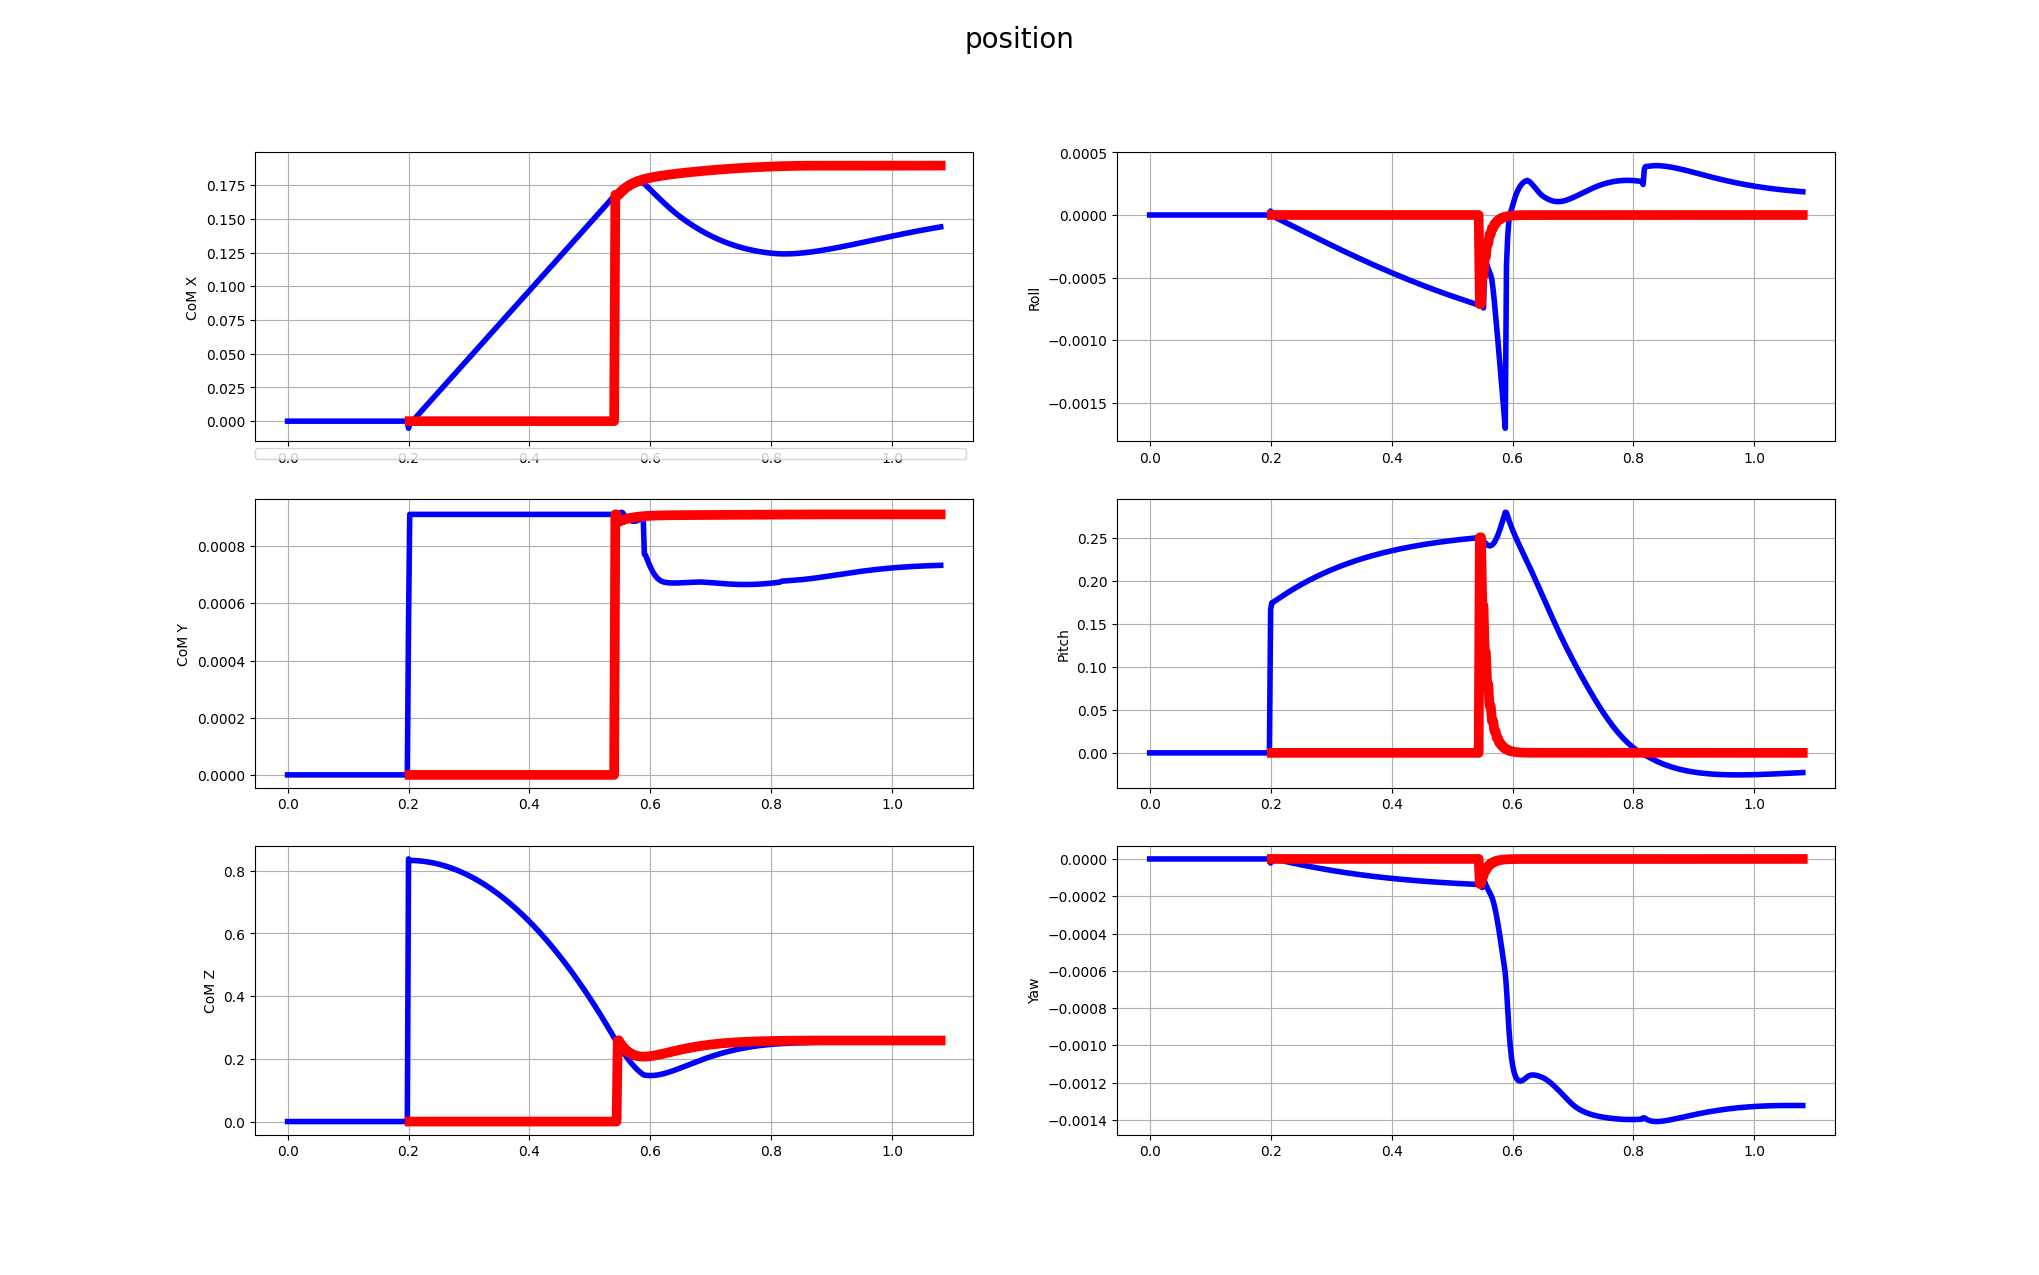 position
CoM X
0.175
0.150
0.125
0.100
0.075
0.050
0.025
0.000
0.0 0.2 0.4 0.6 0.8 1.0
Roll
0.0005
0.0000
−0.0005
−0.0010
−0.0015
0.0 0.2 0.4 0.6 0.8 1.0
CoM Y
0.0008
0.0006
0.0004
0.0002
0.0000
0.0 0.2 0.4 0.6 0.8 1.0
Pitch
0.25
0.20
0.15
0.10
0.05
0.00
0.0 0.2 0.4 0.6 0.8 1.0
CoM Z
0.8
0.6
0.4
0.2
0.0
0.0 0.2 0.4 0.6 0.8 1.0
Yaw
0.0000
−0.0002
−0.0004
−0.0006
−0.0008
−0.0010
−0.0012
−0.0014
0.0 0.2 0.4 0.6 0.8 1.0